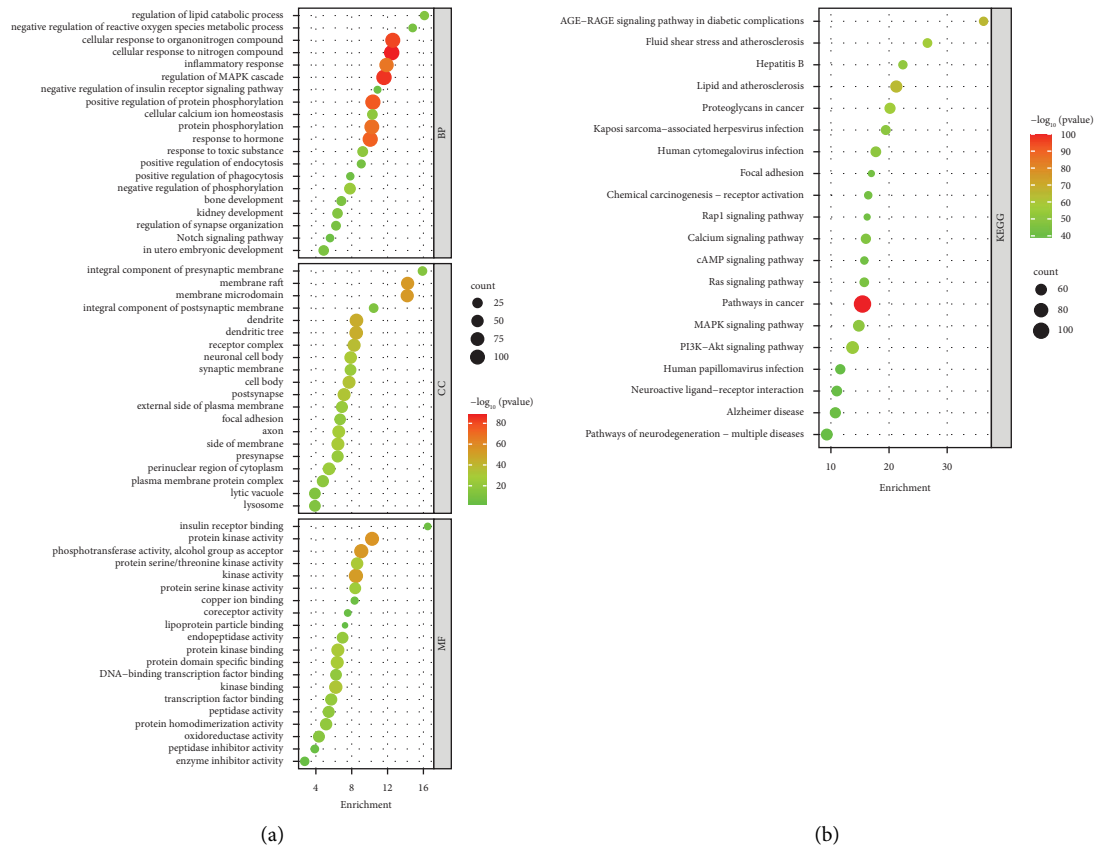 regulation of lipid catabolic process
negative regulation of reactive oxygen species metabolic process
cellular response to organonitrogen compound
cellular response to nitrogen compound
inflammatory response
regulation of MAPK cascade
negative regulation of insulin receptor signaling pathway
positive regulation of protein phosphorylation
cellular calcium ion homeostasis
protein phosphorylation
response to hormone
response to toxic substance
positive regulation of endocytosis
positive regulation of phagocytosis
negative regulation of phosphorylation
bone development
kidney development
regulation of synapse organization
Notch signaling pathway
in utero embryonic development
BP
integral component of presynaptic membrane
membrane raft
membrane microdomain
integral component of postsynaptic membrane
dendrite
dendritic tree
receptor complex
neuronal cell body
synaptic membrane
cell body
postsynapse
external side of plasma membrane
focal adhesion
axon
side of membrane
presynapse
perinuclear region of cytoplasm
plasma membrane protein complex
lytic vacuole
lysosome
CC
insulin receptor binding
protein kinase activity
phosphotransferase activity, alcohol group as acceptor
protein serine/threonine kinase activity
kinase activity
protein serine kinase activity
copper ion binding
coreceptor activity
lipoprotein particle binding
endopeptidase activity
protein kinase binding
protein domain specific binding
DNA−binding transcription factor binding
kinase binding
transcription factor binding
peptidase activity
protein homodimerization activity
oxidoreductase activity
peptidase inhibitor activity
enzyme inhibitor activity
MF
4 8 12 16
Enrichment
count
25
50
75
100
−log10 (pvalue)
80
60
40
20
(a)
AGE−RAGE signaling pathway in diabetic complications
Fluid shear stress and atherosclerosis
Hepatitis B
Lipid and atherosclerosis
Proteoglycans in cancer
Kaposi sarcoma−associated herpesvirus infection
Human cytomegalovirus infection
Focal adhesion
Chemical carcinogenesis − receptor activation
Rap1 signaling pathway
Calcium signaling pathway
cAMP signaling pathway
Ras signaling pathway
Pathways in cancer
MAPK signaling pathway
PI3K−Akt signaling pathway
Human papillomavirus infection
Neuroactive ligand−receptor interaction
Alzheimer disease
Pathways of neurodegeneration − multiple diseases
KEGG
10 20 30
Enrichment
−log10 (pvalue)
100
90
80
70
60
50
40
count
60
80
100
(b)